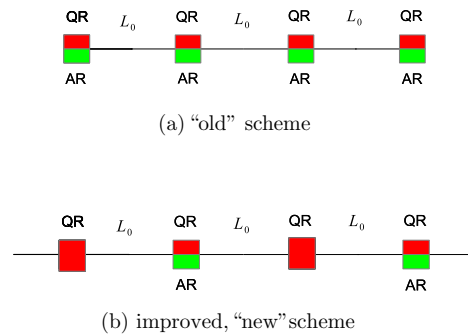 QR L₀ QR L₀ QR L₀ QR
AR AR AR AR
(a) “old” scheme
QR L₀ QR L₀ QR L₀ QR
AR AR
(b) improved, “new”scheme